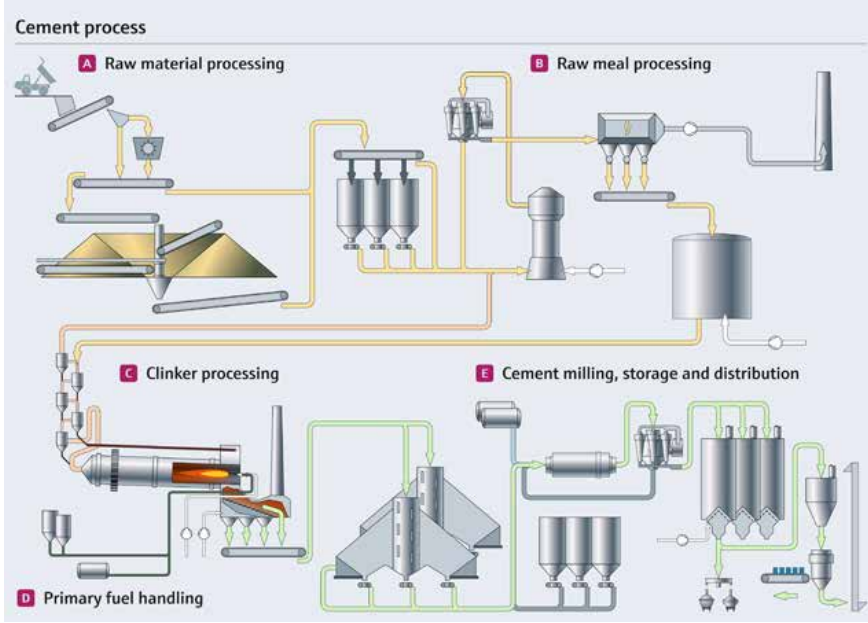 Cement process
A Raw material processing
B Raw meal processing
C Clinker processing
E Cement milling, storage and distribution
D Primary fuel handling